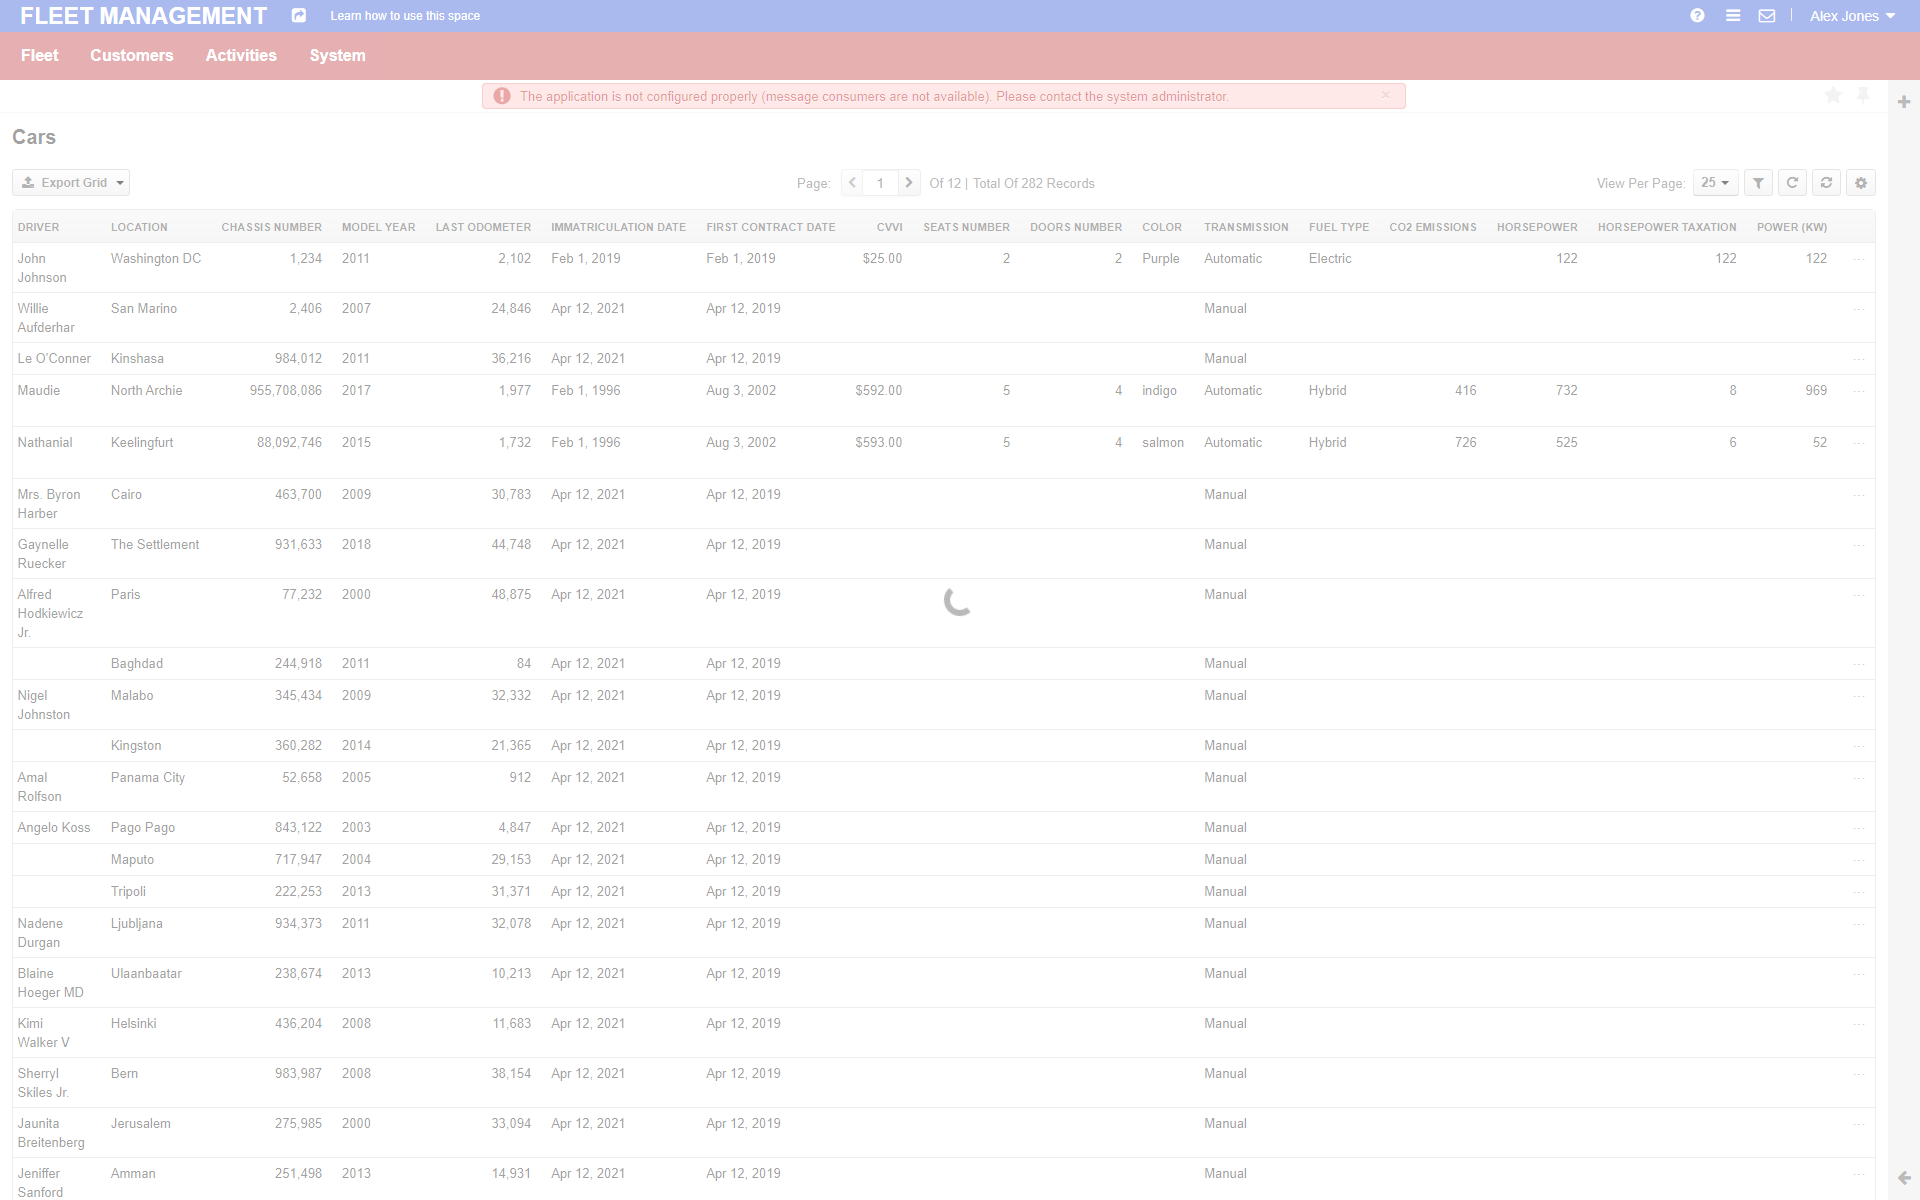 FLEET MANAGEMENT Learn how to use this space Alex Jones
Fleet Customers Activities System
The application is not configured properly (message consumers are not available). Please contact the system administrator. ×
Cars
Export Grid Page: 1 Of 12 | Total Of 282 Records View Per Page: 25
DRIVER LOCATION CHASSIS NUMBER MODEL YEAR LAST ODOMETER IMMATRICULATION DATE FIRST CONTRACT DATE CVVI SEATS NUMBER DOORS NUMBER COLOR TRANSMISSION FUEL TYPE CO2 EMISSIONS HORSEPOWER HORSEPOWER TAXATION POWER (KW)
John Washington DC 1,234 2011 2,102 Feb 1, 2019 Feb 1, 2019 $25.00 2 2 Purple Automatic Electric 122 122 122 ...
Johnson
Willie San Marino 2,406 2007 24,846 Apr 12, 2021 Apr 12, 2019 Manual ...
Aufderhar
Le O'Conner Kinshasa 984,012 2011 36,216 Apr 12, 2021 Apr 12, 2019 Manual ...
Maudie North Archie 955,708,086 2017 1,977 Feb 1, 1996 Aug 3, 2002 $592.00 5 4 indigo Automatic Hybrid 416 732 8 969 ...
Nathanial Keelingfurt 88,092,746 2015 1,732 Feb 1, 1996 Aug 3, 2002 $593.00 5 4 salmon Automatic Hybrid 726 525 6 52 ...
Mrs. Byron Cairo 463,700 2009 30,783 Apr 12, 2021 Apr 12, 2019 Manual ...
Harber
Gaynelle The Settlement 931,633 2018 44,748 Apr 12, 2021 Apr 12, 2019 Manual ...
Ruecker
Alfred Paris 77,232 2000 48,875 Apr 12, 2021 Apr 12, 2019 Manual ...
Hodkiewicz
Jr.
Baghdad 244,918 2011 84 Apr 12, 2021 Apr 12, 2019 Manual ...
Nigel Malabo 345,434 2009 32,332 Apr 12, 2021 Apr 12, 2019 Manual ...
Johnston
Kingston 360,282 2014 21,365 Apr 12, 2021 Apr 12, 2019 Manual ...
Amal Panama City 52,658 2005 912 Apr 12, 2021 Apr 12, 2019 Manual ...
Rolfson
Angelo Koss Pago Pago 843,122 2003 4,847 Apr 12, 2021 Apr 12, 2019 Manual ...
Maputo 717,947 2004 29,153 Apr 12, 2021 Apr 12, 2019 Manual ...
Tripoli 222,253 2013 31,371 Apr 12, 2021 Apr 12, 2019 Manual ...
Nadene Ljubljana 934,373 2011 32,078 Apr 12, 2021 Apr 12, 2019 Manual ...
Durgan
Blaine Ulaanbaatar 238,674 2013 10,213 Apr 12, 2021 Apr 12, 2019 Manual ...
Hoeger MD
Kimi Helsinki 436,204 2008 11,683 Apr 12, 2021 Apr 12, 2019 Manual ...
Walker V
Sherryl Bern 983,987 2008 38,154 Apr 12, 2021 Apr 12, 2019 Manual ...
Skiles Jr.
Jaunita Jerusalem 275,985 2000 33,094 Apr 12, 2021 Apr 12, 2019 Manual ...
Breitenberg
Jeniffer Amman 251,498 2013 14,931 Apr 12, 2021 Apr 12, 2019 Manual ...
Sanford